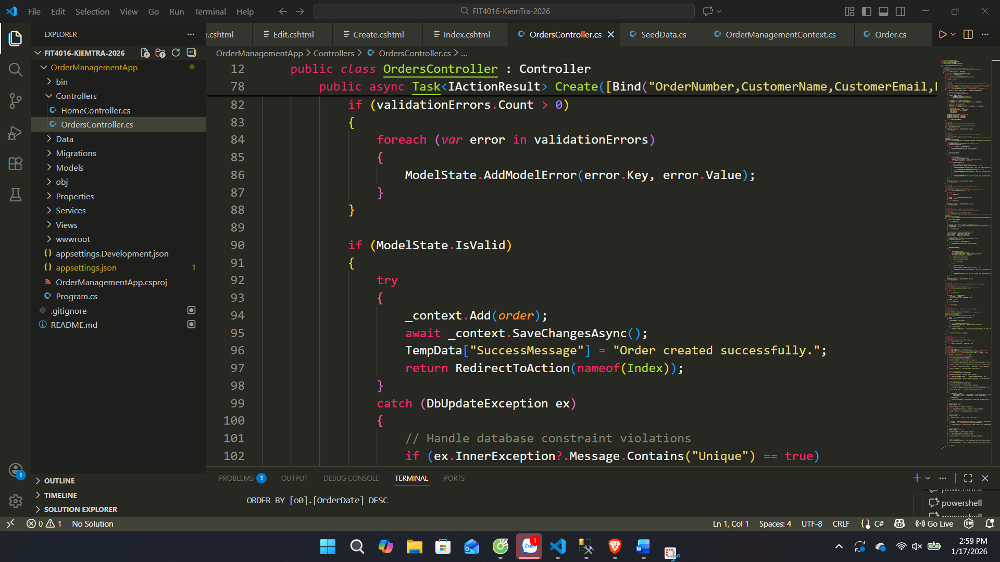 File Edit Selection View Go Run Terminal Help
FIT4016-KiemTra-2026
EXPLORER
e.cshtml
Edit.cshtml
Create.cshtml
Index.cshtml
OrdersController.cs
SeedData.cs
OrderManagementContext.cs
Order.cs
FIT4016-KIEMTRA-2026
OrderManagementApp
bin
Controllers
HomeController.cs
OrdersController.cs
Data
Migrations
Models
obj
Properties
Services
Views
wwwroot
appsettings.Development.json
appsettings.json 1
OrderManagementApp.csproj
Program.cs
.gitignore
README.md
OUTLINE
TIMELINE
SOLUTION EXPLORER
OrderManagementApp > Controllers > OrdersController.cs > ...
12 public class OrdersController : Controller
78 public async Task<IActionResult> Create([Bind("OrderNumber,CustomerName,CustomerEmail,
82 if (validationErrors.Count > 0)
83 {
84 foreach (var error in validationErrors)
85 {
86 ModelState.AddModelError(error.Key, error.Value);
87 }
88 }
89
90 if (ModelState.IsValid)
91 {
92 try
93 {
94 _context.Add(order);
95 await _context.SaveChangesAsync();
96 TempData["SuccessMessage"] = "Order created successfully.";
97 return RedirectToAction(nameof(Index));
98 }
99 catch (DbUpdateException ex)
100 {
101 // Handle database constraint violations
102 if (ex.InnerException?.Message.Contains("Unique") == true)
PROBLEMS 1 OUTPUT DEBUG CONSOLE TERMINAL PORTS
ORDER BY [o0].[OrderDate] DESC
powershell
powershell
powershell
1
0 1 No Solution
Ln 1, Col 1 Spaces: 4 UTF-8 CRLF C# Go Live
Zalo 1
2:59 PM
1/17/2026